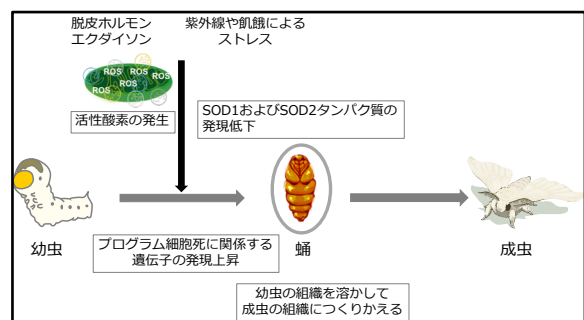 脱皮ホルモン
エクダイソン
紫外線や飢餓による
ストレス
ROS
ROS ROS
ROS ROS
ROS
活性酸素の発生
SOD1およびSOD2タンパク質の
発現低下
幼虫
蛹
成虫
プログラム細胞死に関係する
遺伝子の発現上昇
幼虫の組織を溶かして
成虫の組織につくりかえる